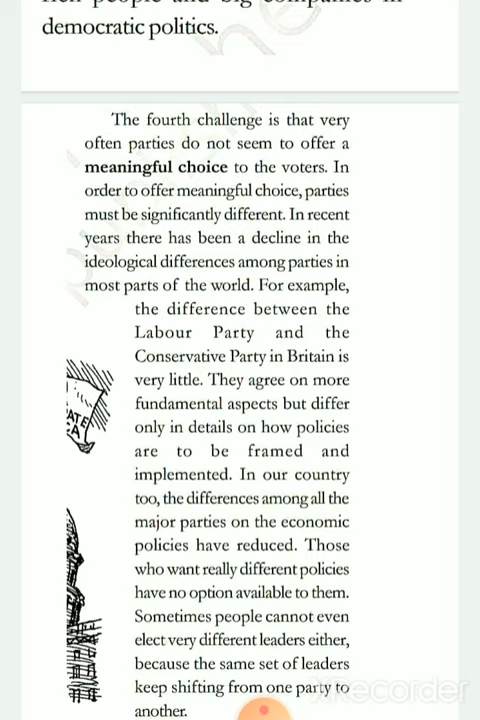 democratic politics.
The fourth challenge is that very
often parties do not seem to offer a
meaningful choice to the voters. In
order to offer meaningful choice, parties
must be significantly different. In recent
years there has been a decline in the
ideological differences among parties in
most parts of the world. For example,
the difference between the
Labour Party and the
Conservative Party in Britain is
very little. They agree on more
fundamental aspects but differ
only in details on how policies
are to be framed and
implemented. In our country
too, the differences among all the
major parties on the economic
policies have reduced. Those
who want really different policies
have no option available to them.
Sometimes people cannot even
elect very different leaders either,
because the same set of leaders
keep shifting from one party to
another.
XRecorder